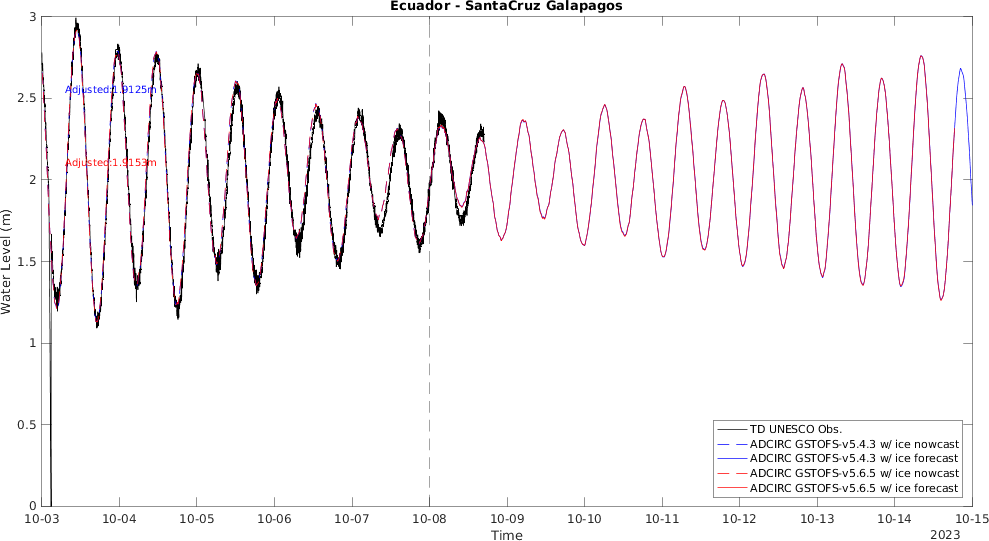 Ecuador - SantaCruz Galapagos
3
2.5
2
1.5
1
0.5
0
Water Level (m)
Adjusted:1.9125m
Adjusted:1.9153m
TD UNESCO Obs.
ADCIRC GSTOFS-v5.4.3 w/ ice nowcast
ADCIRC GSTOFS-v5.4.3 w/ ice forecast
ADCIRC GSTOFS-v5.6.5 w/ ice nowcast
ADCIRC GSTOFS-v5.6.5 w/ ice forecast
10-03 10-04 10-05 10-06 10-07 10-08 10-09 10-10 10-11 10-12 10-13 10-14 10-15
Time
2023